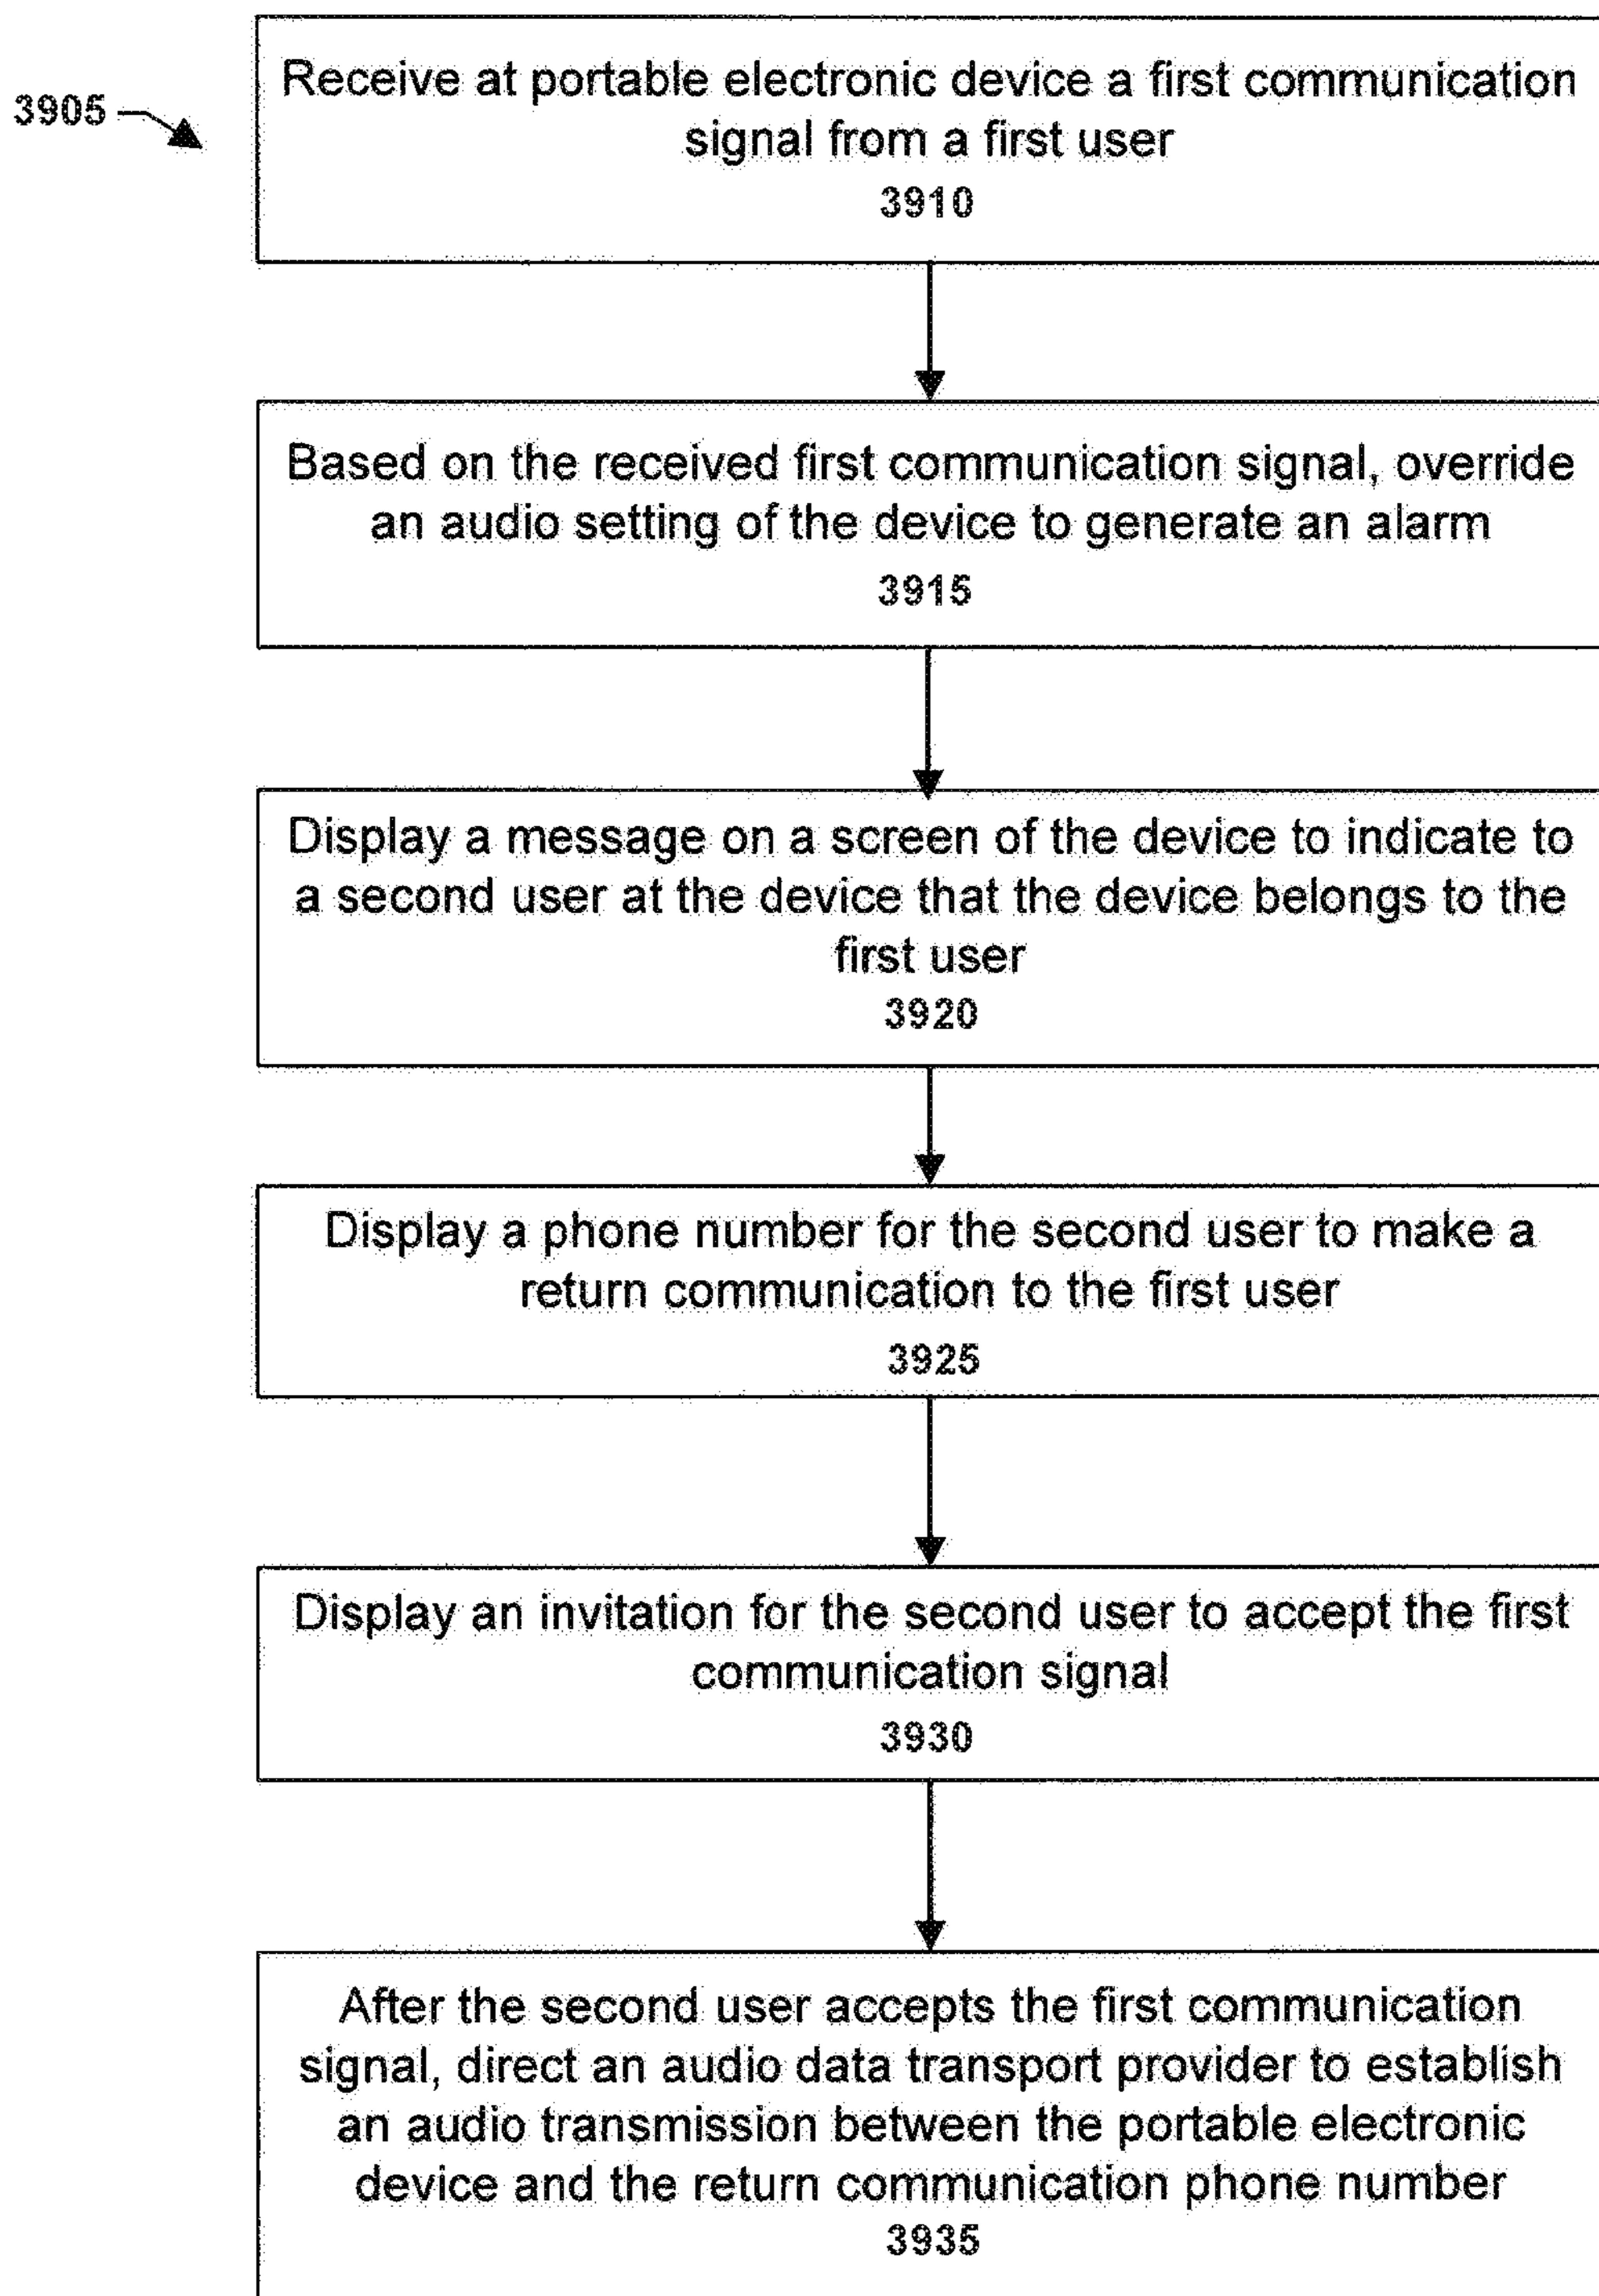 3905
Receive at portable electronic device a first communication
signal from a first user
3910
Based on the received first communication signal, override
an audio setting of the device to generate an alarm
3915
Display a message on a screen of the device to indicate to
a second user at the device that the device belongs to the
first user
3920
Display a phone number for the second user to make a
return communication to the first user
3925
Display an invitation for the second user to accept the first
communication signal
3930
After the second user accepts the first communication
signal, direct an audio data transport provider to establish
an audio transmission between the portable electronic
device and the return communication phone number
3935